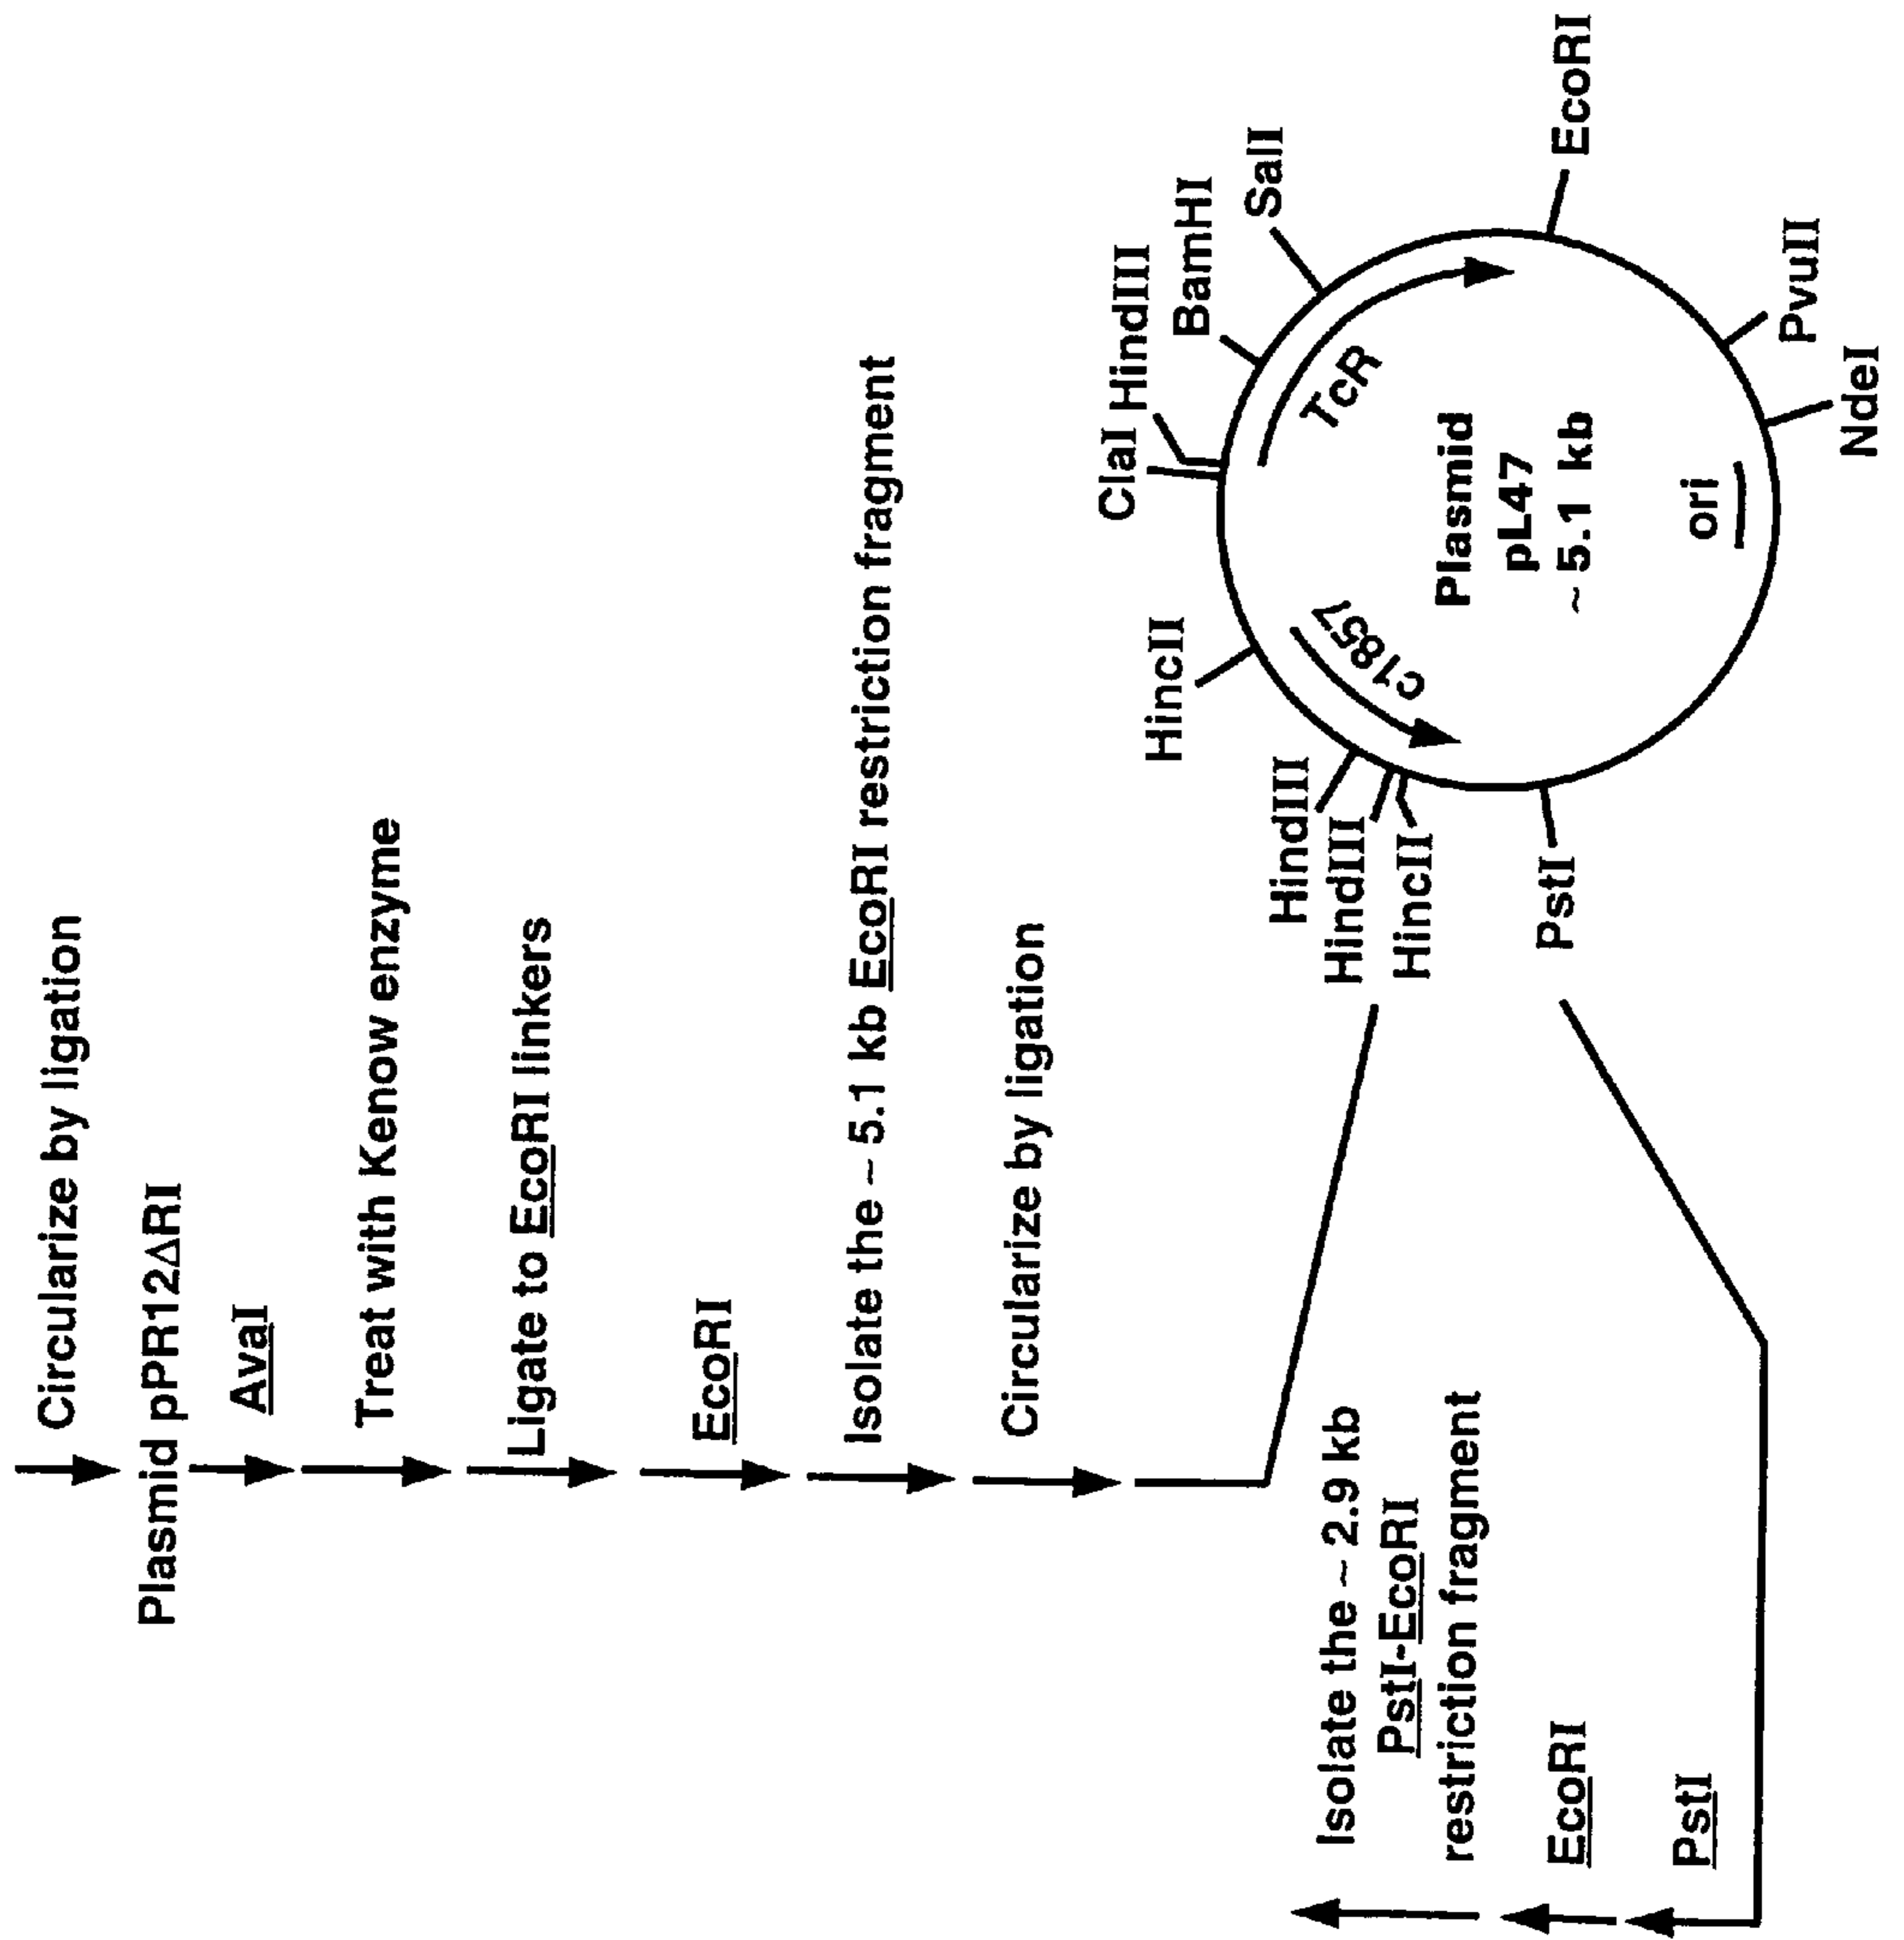 Circularize by ligation
Plasmid pPR12ΔRI
AvaI
Treat with Kenow enzyme
Ligate to EcoRI linkers
EcoRI
Isolate the ~ 5.1 kb EcoRI restriction fragment
Circularize by ligation
ClaI
HindIII
BamHI
SalI
EcoRI
PvuII
NdeI
PstI
HincII
HindIII
HindIII
HincII
TcR
c1857
Plasmid
pL47
~ 5.1 kb
ori
PstI
EcoRI
Isolate the ~ 2.9 kb
PstI-EcoRI
restriction fragment